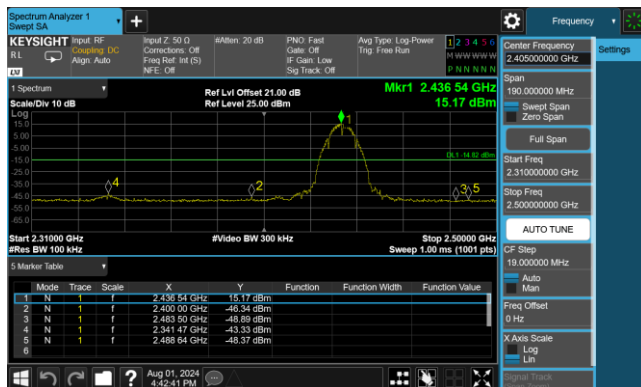 Spectrum Analyzer 1
Swept SA
Frequency
KEYSIGHT Input: RF Input Z: 50 Ω #Atten: 20 dB PNO: Fast Avg Type: Log-Power 1 2 3 4 5 6
RL Coupling: DC Corrections: Off Gate: Off Trig: Free Run M W W W W W
Align: Auto Freq Ref: Int (S) IF Gain: Low P N N N N N
NFE: Off Sig Track: Off
LXI
1 Spectrum
Scale/Div 10 dB
Ref Lvl Offset 21.00 dB
Ref Level 25.00 dBm
Mkr1 2.436 54 GHz
15.17 dBm
Log
15.0
5.00
-5.00
-15.0
-25.0
-35.0
-45.0
-55.0
-65.0
1
DL1 -14.82 dBm
4
2
3
5
Start 2.31000 GHz #Video BW 300 kHz Stop 2.50000 GHz
#Res BW 100 kHz Sweep 1.00 ms (1001 pts)
5 Marker Table
Mode Trace Scale X Y Function Function Width Function Value
1 N 1 f 2.436 54 GHz 15.17 dBm
2 N 1 f 2.400 00 GHz -46.34 dBm
3 N 1 f 2.483 50 GHz -48.89 dBm
4 N 1 f 2.341 47 GHz -43.33 dBm
5 N 1 f 2.488 64 GHz -48.37 dBm
6
Aug 01, 2024
4:42:41 PM
Center Frequency
2.405000000 GHz
Settings
Span
190.000000 MHz
Swept Span
Zero Span
Full Span
Start Freq
2.310000000 GHz
Stop Freq
2.500000000 GHz
AUTO TUNE
CF Step
19.000000 MHz
Auto
Man
Freq Offset
0 Hz
X Axis Scale
Log
Lin
Signal Track